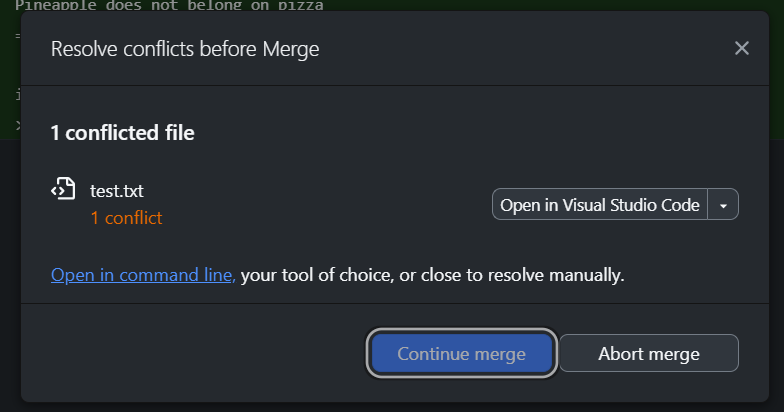 Pineapple does not belong on pizza
=
Resolve conflicts before Merge
i
>
1 conflicted file
test.txt
Open in Visual Studio Code
1 conflict
Open in command line, your tool of choice, or close to resolve manually.
Continue merge
Abort merge